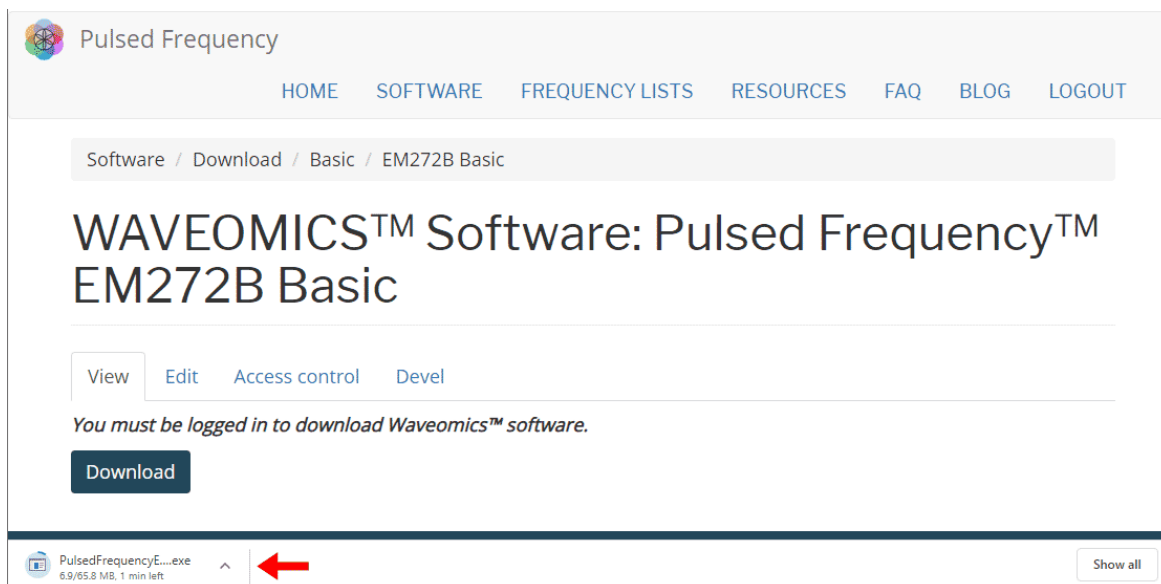 Pulsed Frequency
HOME SOFTWARE FREQUENCY LISTS RESOURCES FAQ BLOG LOGOUT
Software / Download / Basic / EM272B Basic
WAVEOMICS™ Software: Pulsed Frequency™
EM272B Basic
View Edit Access control Devel
You must be logged in to download Waveomics™ software.
Download
PulsedFrequencyE....exe
6.9/65.8 MB, 1 min left
Show all